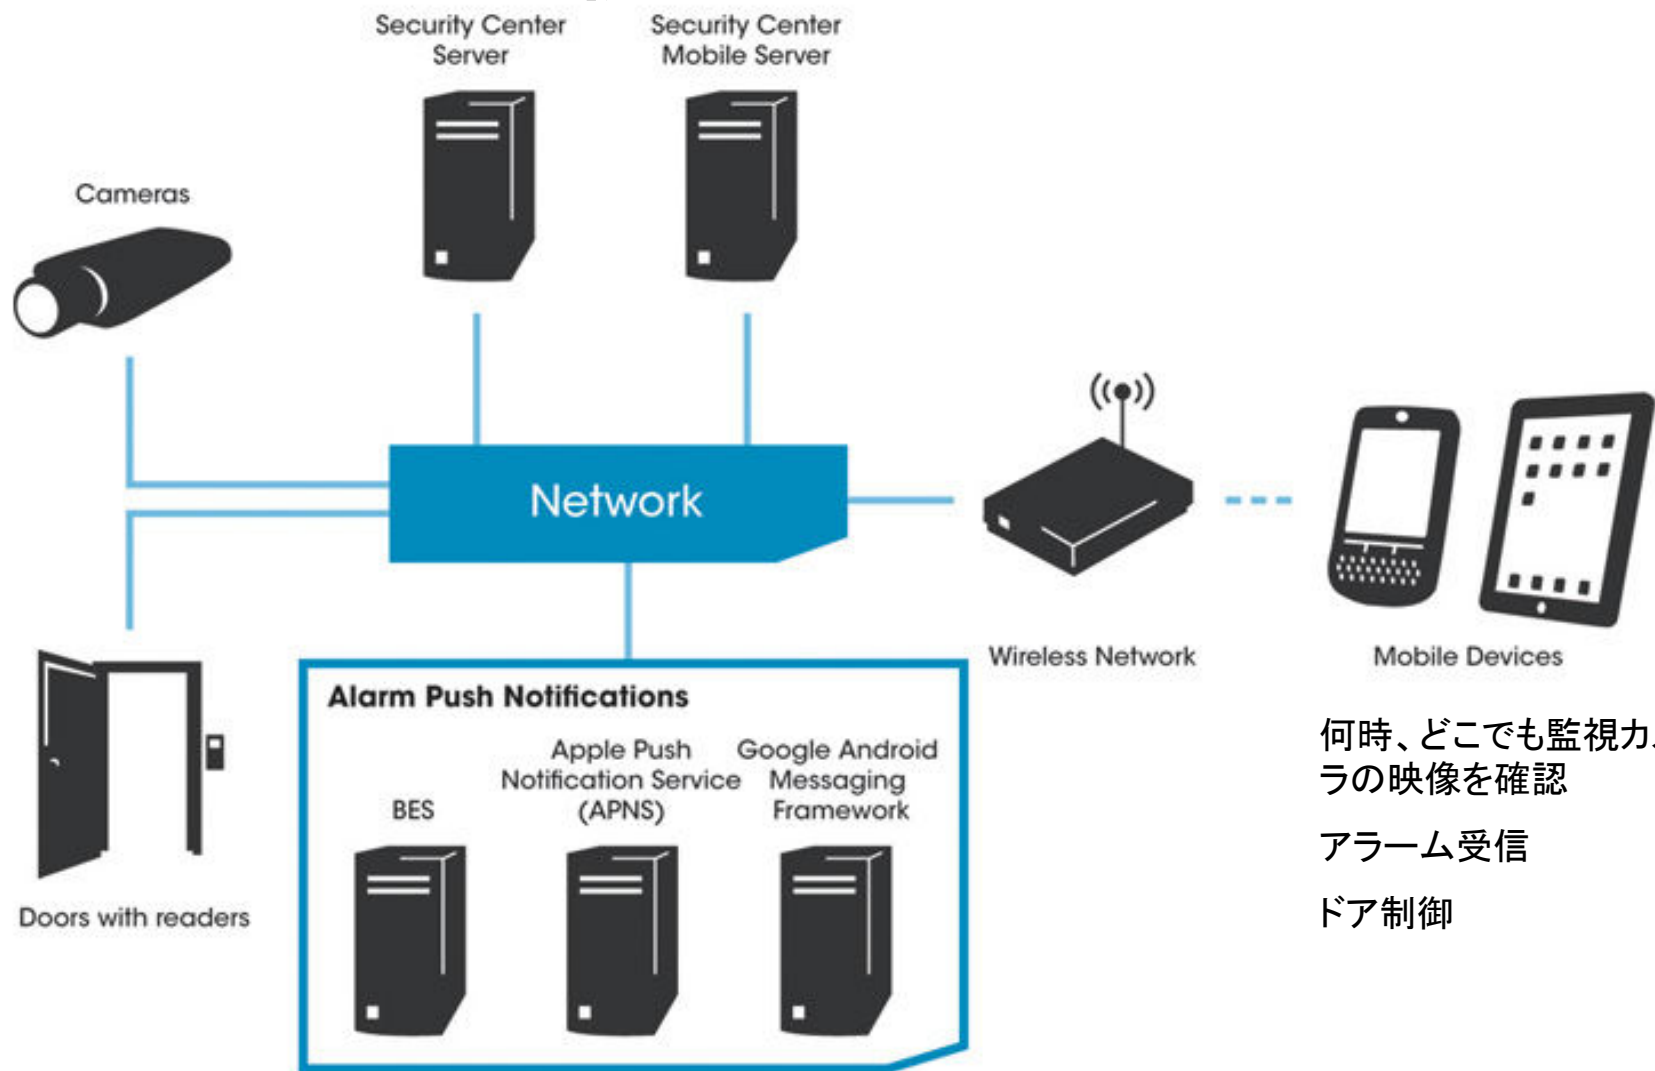 Security Center
Server
Security Center
Mobile Server
Cameras
Network
Wireless Network
Mobile Devices
Doors with readers
Alarm Push Notifications
BES
Apple Push
Notification Service
(APNS)
Google Android
Messaging
Framework
何時、どこでも監視カメ
ラの映像を確認
アラーム受信
ドア制御